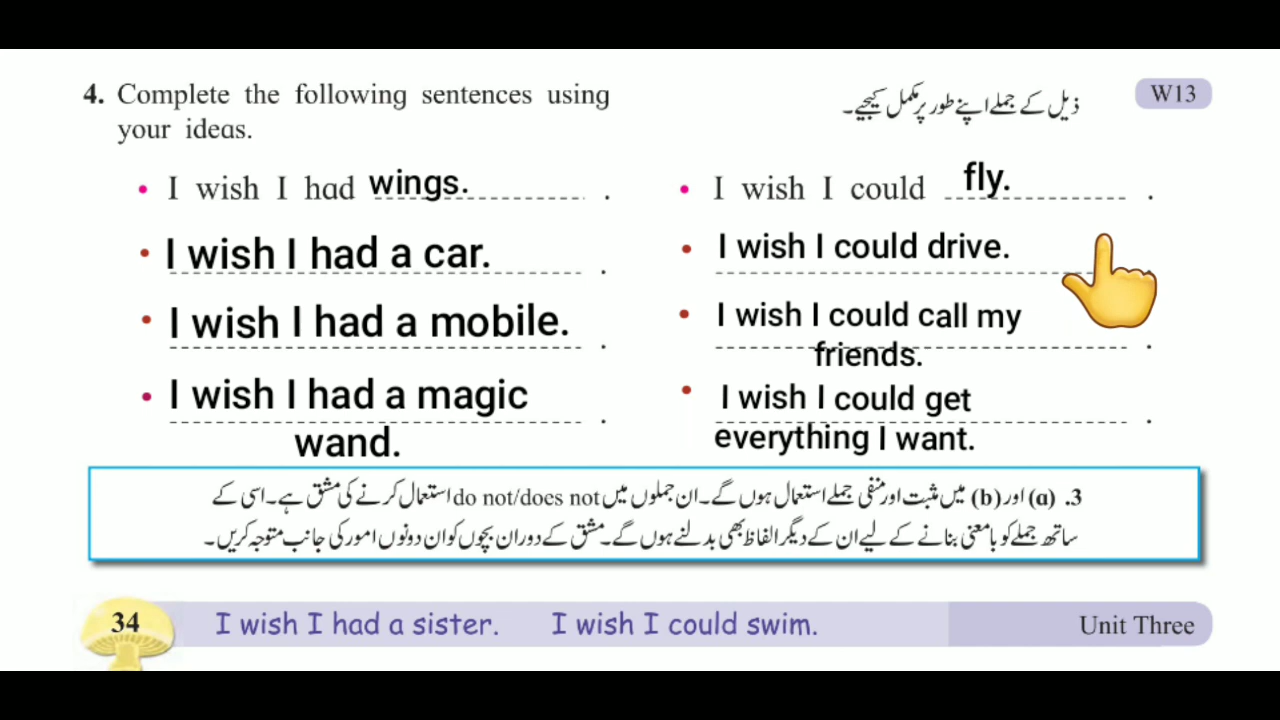 4. Complete the following sentences using
your ideas.
ذیل کے جملے اپنے طور پر مکمل کیجیے۔
W13
• I wish I had wings. .
• I wish I could fly. .
• I wish I had a car. .
• I wish I could drive. .
• I wish I had a mobile. .
• I wish I could call my
friends. .
• I wish I had a magic
wand. .
• I wish I could get
everything I want. .
3. (a) اور (b) میں مثبت اور منفی جملے استعمال ہوں گے۔ ان جملوں میں do not/does not استعمال کرنے کی مشق ہے۔ اسی کے
ساتھ جملے کو بامعنی بنانے کے لیے ان کے دیگر الفاظ بھی بدلنے ہوں گے۔ مشق کے دوران بچوں کو ان دونوں امور کی جانب متوجہ کریں۔
34 I wish I had a sister. I wish I could swim. Unit Three